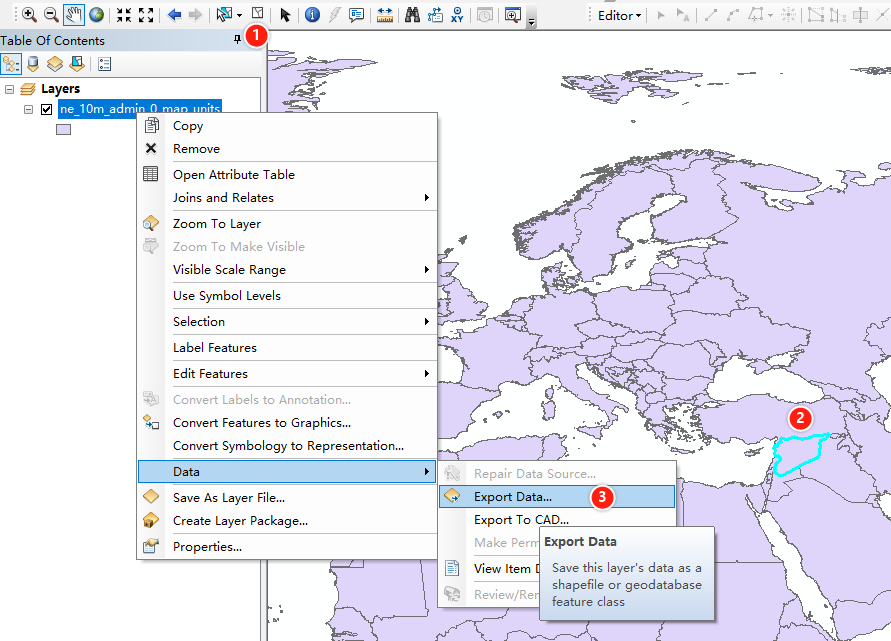 XY
Editor
1
Table Of Contents
Layers
ne_10m_admin_0_map_units
Copy
Remove
Open Attribute Table
Joins and Relates
Zoom To Layer
Zoom To Make Visible
Visible Scale Range
Use Symbol Levels
Selection
Label Features
Edit Features
Convert Labels to Annotation...
Convert Features to Graphics...
Convert Symbology to Representation...
Data
Save As Layer File...
Create Layer Package...
Properties...
2
Repair Data Source...
Export Data...
3
Export To CAD...
Make Perm
View Item D
Review/Ren
Export Data
Save this layer's data as a
shapefile or geodatabase
feature class